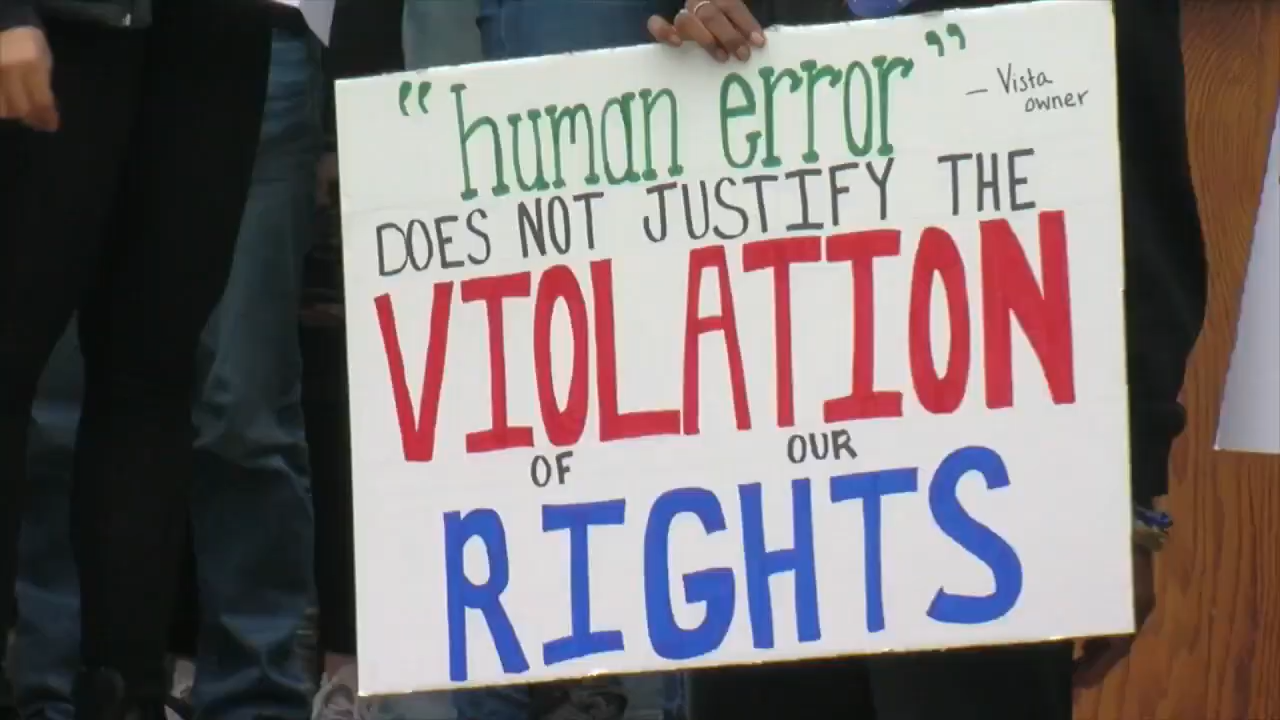 “human error” – Vista
owner
DOES NOT JUSTIFY THE
VIOLATION
OF OUR
RIGHTS